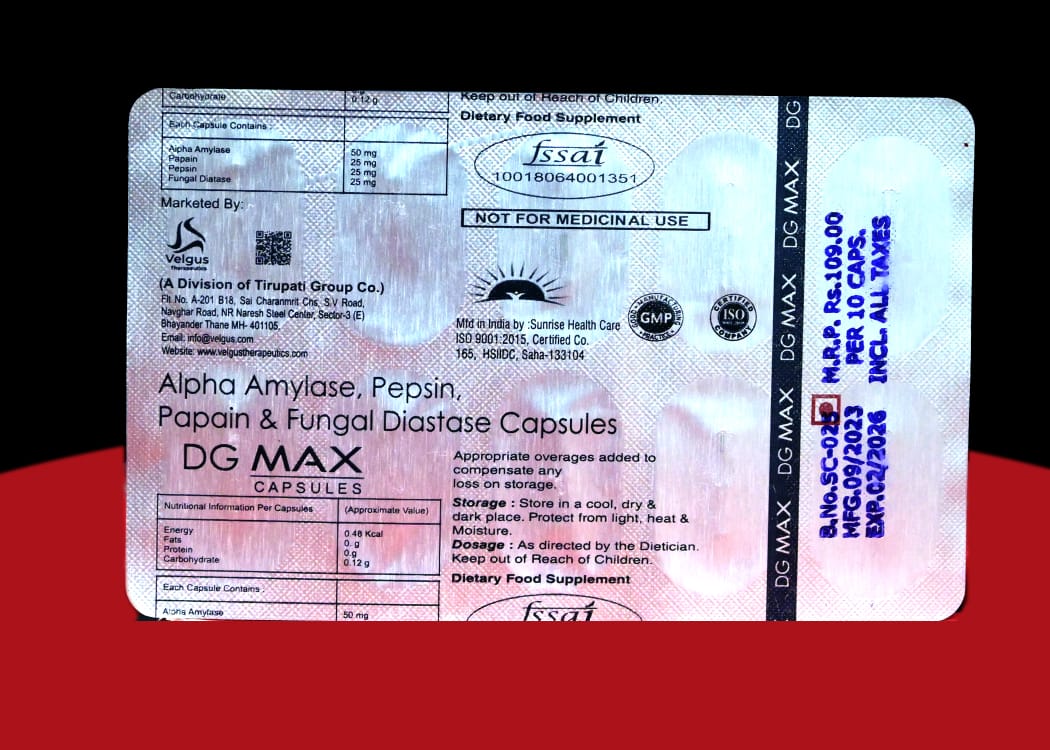 Carbohydrate 0.12 g
Each Capsule Contains :
Alpha Amylase 50 mg
Papain 25 mg
Pepsin 25 mg
Fungal Diatase 25 mg
Marketed By:
Velgus
Therapeutics
(A Division of Tirupati Group Co.)
Flt. No. A-201 B18, Sai Charanmrit Chs, S.V Road,
Navghar Road, NR Naresh Steel Center, Sector-3 (E)
Bhayander Thane MH- 401105.
Email: info@velgus.com
Website: www.velgustherapeutics.com
Keep out of Reach of Children.
Dietary Food Supplement
fssai
10018064001351
NOT FOR MEDICINAL USE
Mfd in India by :Sunrise Health Care
ISO 9001:2015, Certified Co.
165, HSIIDC, Saha-133104
GOOD MANUFACTURING
GMP
PRACTICE
CERTIFIED
ISO
COMPANY
Alpha Amylase, Pepsin,
Papain & Fungal Diastase Capsules
DG MAX
CAPSULES
Nutritional Information Per Capsules (Approximate Value)
Energy 0.48 Kcal
Fats 0. g
Protein 0.g
Carbohydrate 0.12 g
Each Capsule Contains :
Alpha Amylase 50 mg
Appropriate overages added to
compensate any
loss on storage.
Storage : Store in a cool, dry &
dark place. Protect from light, heat &
Moisture.
Dosage : As directed by the Dietician.
Keep out of Reach of Children.
Dietary Food Supplement
fssai
DG MAX DG MAX DG MAX DG MAX DG
B.No.SC-025 M.R.P. Rs.109.00
MFG.09/2023 PER 10 CAPS.
EXP.02/2026 INCL. ALL TAXES